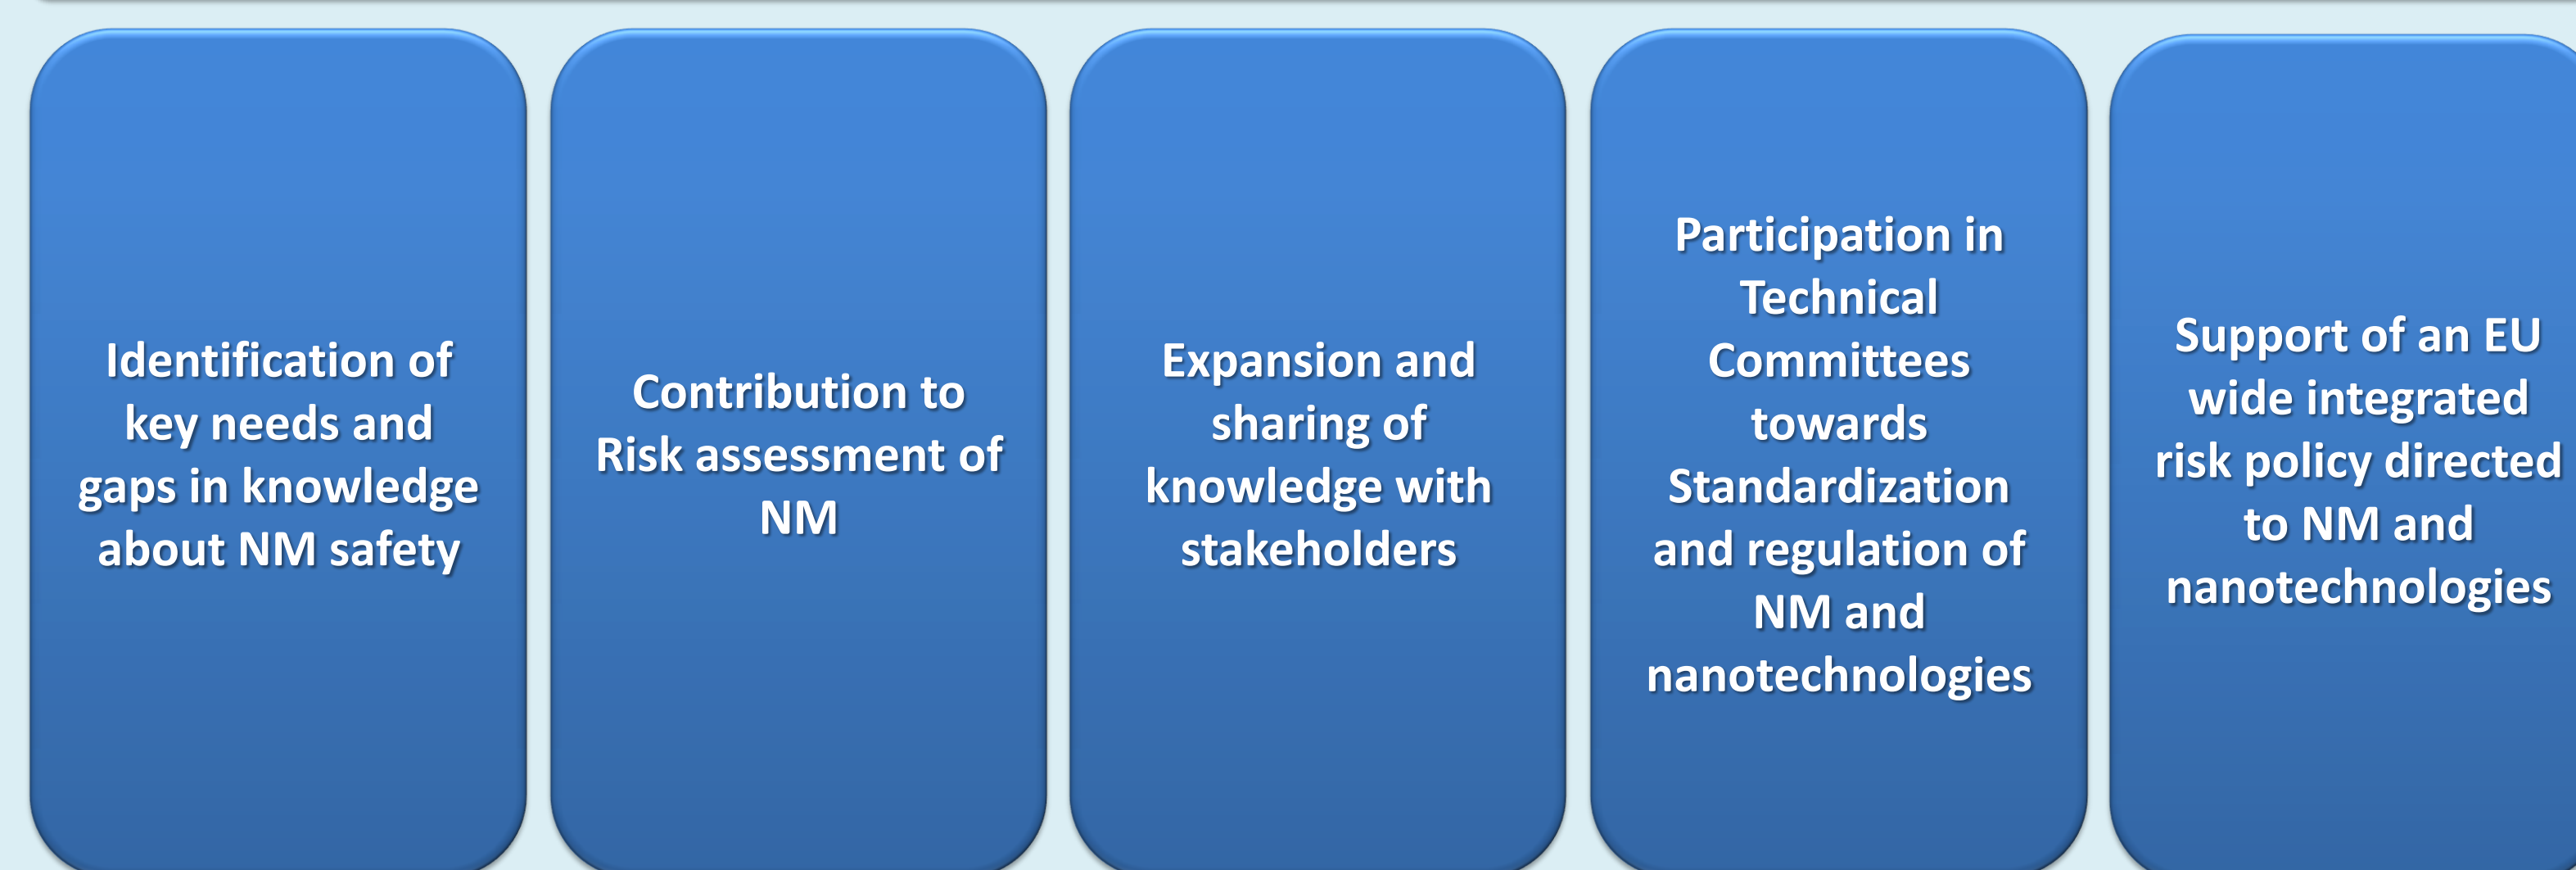 Identification of
key needs and
gaps in knowledge
about NM safety
Contribution to
Risk assessment of
NM
Expansion and
sharing of
knowledge with
stakeholders
Participation in
Technical
Committees
towards
Standardization
and regulation of
NM and
nanotechnologies
Support of an EU
wide integrated
risk policy directed
to NM and
nanotechnologies